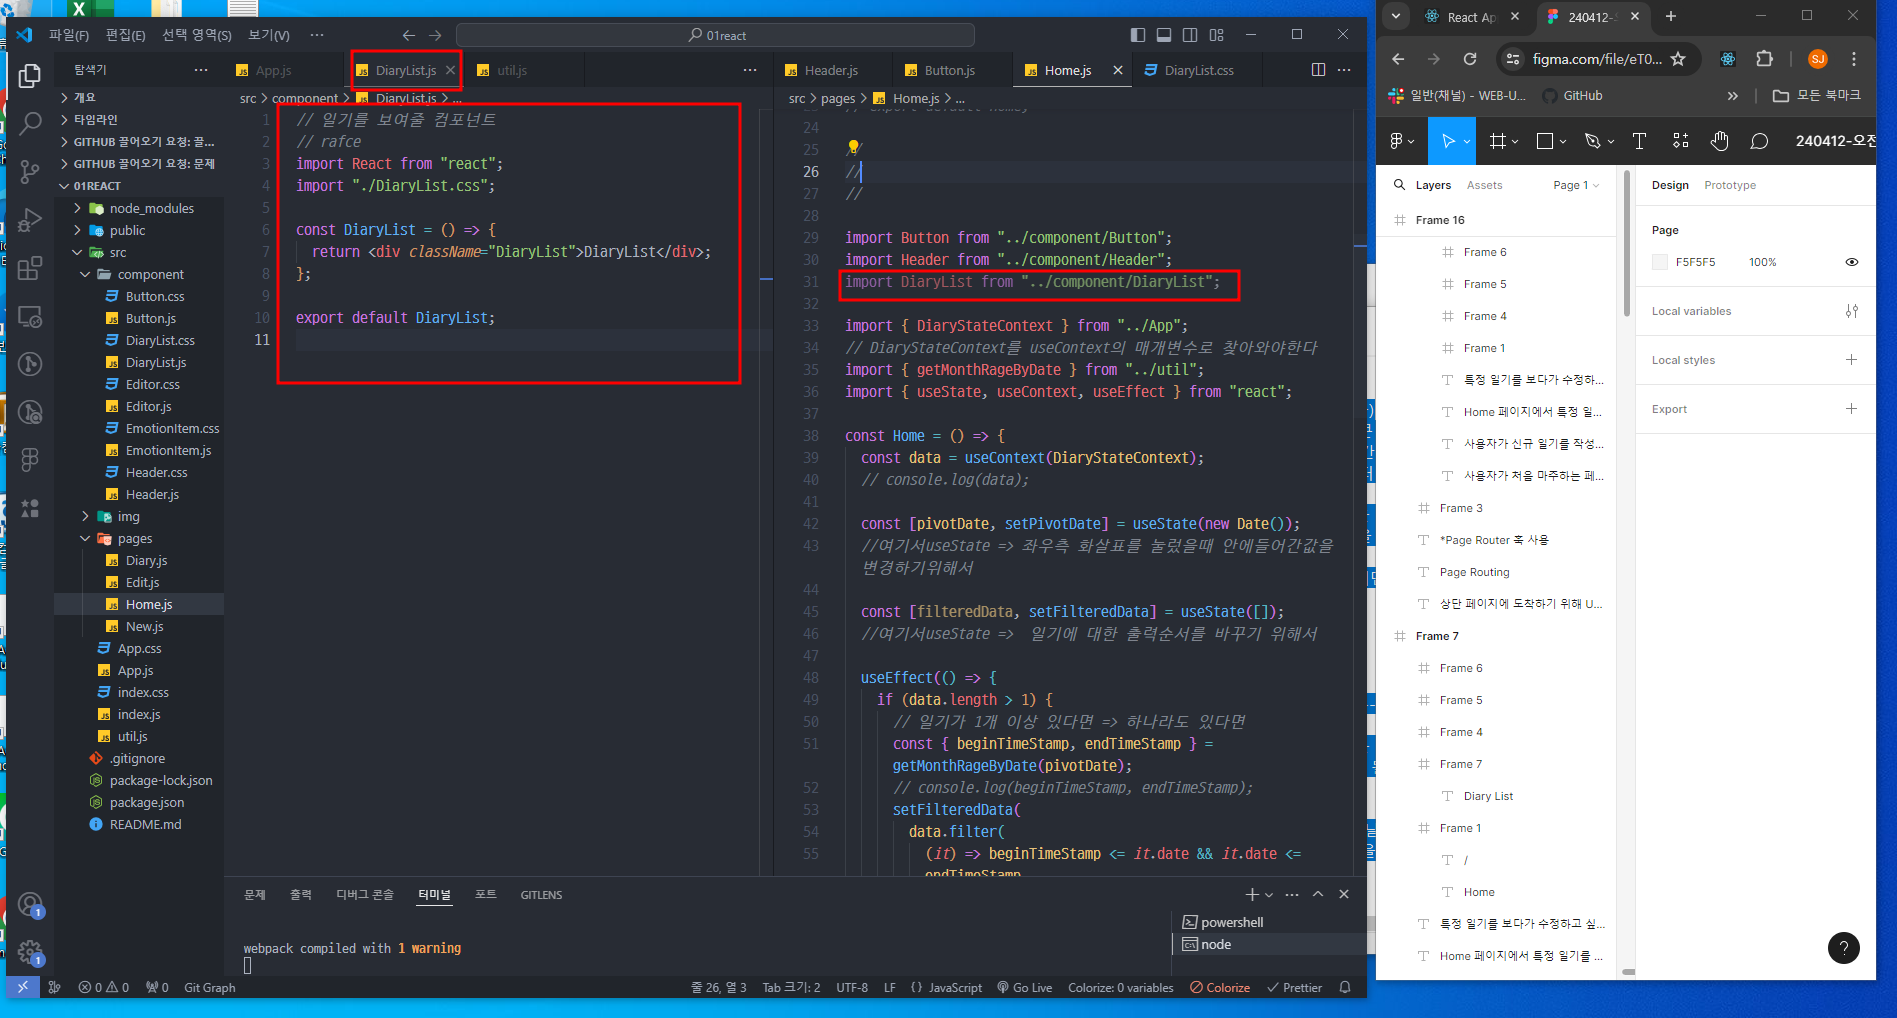 파일(F) 편집(E) 선택 영역(S) 보기(V) ··· 01react
탐색기
개요
타임라인
GITHUB 끌어오기 요청: 끌...
GITHUB 끌어오기 요청: 문제
01REACT
node_modules
public
src
component
Button.css
Button.js
DiaryList.css
DiaryList.js
Editor.css
Editor.js
EmotionItem.css
EmotionItem.js
Header.css
Header.js
img
pages
Diary.js
Edit.js
Home.js
New.js
App.css
App.js
index.css
index.js
util.js
.gitignore
package-lock.json
package.json
README.md
App.js DiaryList.js util.js
src > component > DiaryList.js > ...
1 // 일기를 보여줄 컴포넌트
2 // rafce
3 import React from "react";
4 import "./DiaryList.css";
5
6 const DiaryList = () => {
7 return <div className="DiaryList">DiaryList</div>;
8 };
9
10 export default DiaryList;
11
Header.js Button.js Home.js DiaryList.css
src > pages > Home.js > ...
24
25 //
26 //
27 //
28
29 import Button from "../component/Button";
30 import Header from "../component/Header";
31 import DiaryList from "../component/DiaryList";
32
33 import { DiaryStateContext } from "../App";
34 // DiaryStateContext를 useContext의 매개변수로 찾아와야한다
35 import { getMonthRageByDate } from "../util";
36 import { useState, useContext, useEffect } from "react";
37
38 const Home = () => {
39 const data = useContext(DiaryStateContext);
40 // console.log(data);
41
42 const [pivotDate, setPivotDate] = useState(new Date());
43 //여기서useState => 좌우측 화살표를 눌렀을때 안에들어간값을
변경하기위해서
44
45 const [filteredData, setFilteredData] = useState([]);
46 //여기서useState => 일기에 대한 출력순서를 바꾸기 위해서
47
48 useEffect(() => {
49 if (data.length > 1) {
50 // 일기가 1개 이상 있다면 => 하나라도 있다면
51 const { beginTimeStamp, endTimeStamp } =
getMonthRageByDate(pivotDate);
52 // console.log(beginTimeStamp, endTimeStamp);
53 setFilteredData(
54 data.filter(
55 (it) => beginTimeStamp <= it.date && it.date <=
endTimeStamp
문제 출력 디버그 콘솔 터미널 포트 GITLENS
webpack compiled with 1 warning
powershell
node
0 0 0 Git Graph 줄 26, 열 3 Tab 크기: 2 UTF-8 LF {} JavaScript Go Live Colorize: 0 variables Colorize Prettier
React Ap 240412-오
figma.com/file/eT0... SJ
일반(채널) - WEB-U... GitHub » 모든 북마크
240412-오전
Layers Assets Page 1
Frame 16
Frame 6
Frame 5
Frame 4
Frame 1
특정 일기를 보다가 수정하...
Home 페이지에서 특정 일...
사용자가 신규 일기를 작성...
사용자가 처음 마주하는 페...
Frame 3
*Page Router 혹 사용
Page Routing
상단 페이지에 도착하기 위해 U...
Frame 7
Frame 6
Frame 5
Frame 4
Frame 7
Diary List
Frame 1
/
Home
특정 일기를 보다가 수정하고 싶...
Home 페이지에서 특정 일기를 ...
Design Prototype
Page
F5F5F5 100%
Local variables
Local styles
Export
?